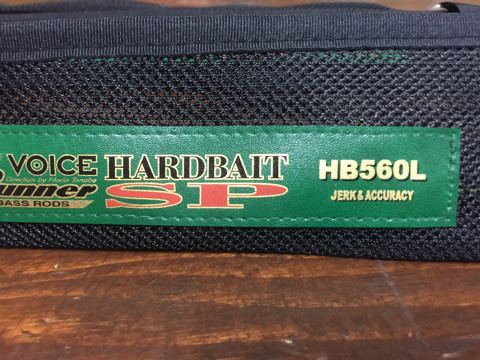 VOICE HARDBAIT HB560L
Direction by Norio Tanabe
unner SP JERK & ACCURACY
BASS RODS